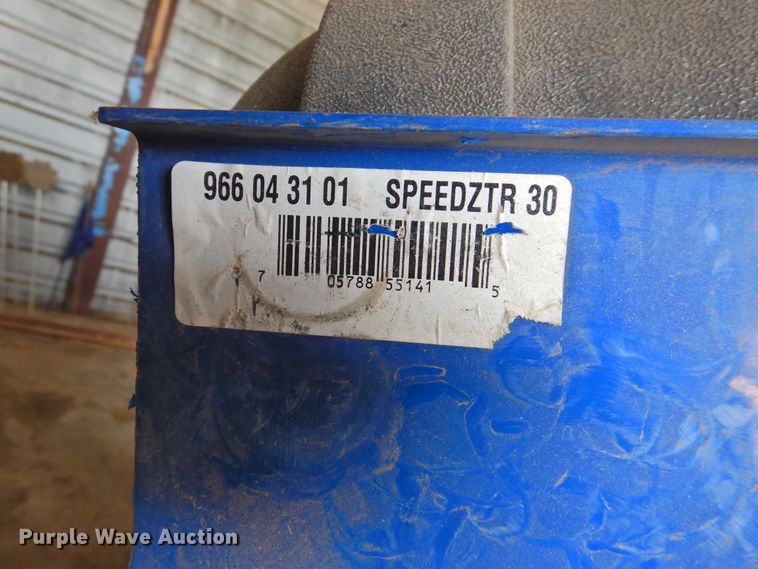 966 04 31 01 SPEEDZTR 30
7 05788 55141 5
Purple Wave Auction